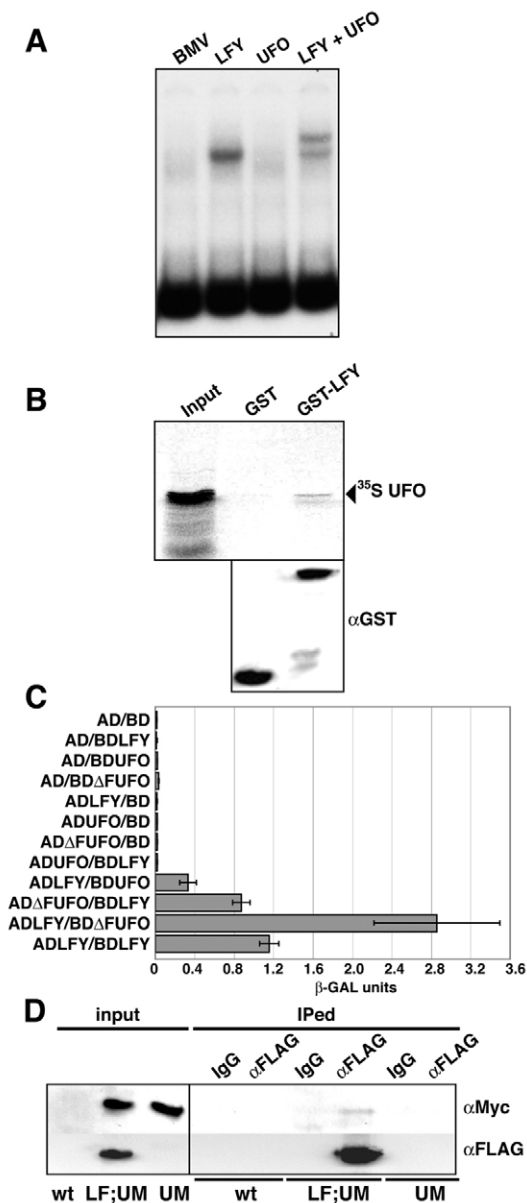 A
BMV LFY UFO LFY + UFO
B
Input GST GST-LFY
35S UFO
αGST
C
AD/BD
AD/BDLFY
AD/BDUFO
AD/BDΔFUFO
ADLFY/BD
ADUFO/BD
ADΔFUFO/BD
ADUFO/BDLFY
ADLFY/BDUFO
ADΔFUFO/BDLFY
ADLFY/BDΔFUFO
ADLFY/BDLFY
0 0.4 0.8 1.2 1.6 2.0 2.4 2.8 3.2 3.6
β-GAL units
D
input IPed
IgG αFLAG IgG αFLAG IgG αFLAG
αMyc
αFLAG
wt LF;UM UM wt LF;UM UM